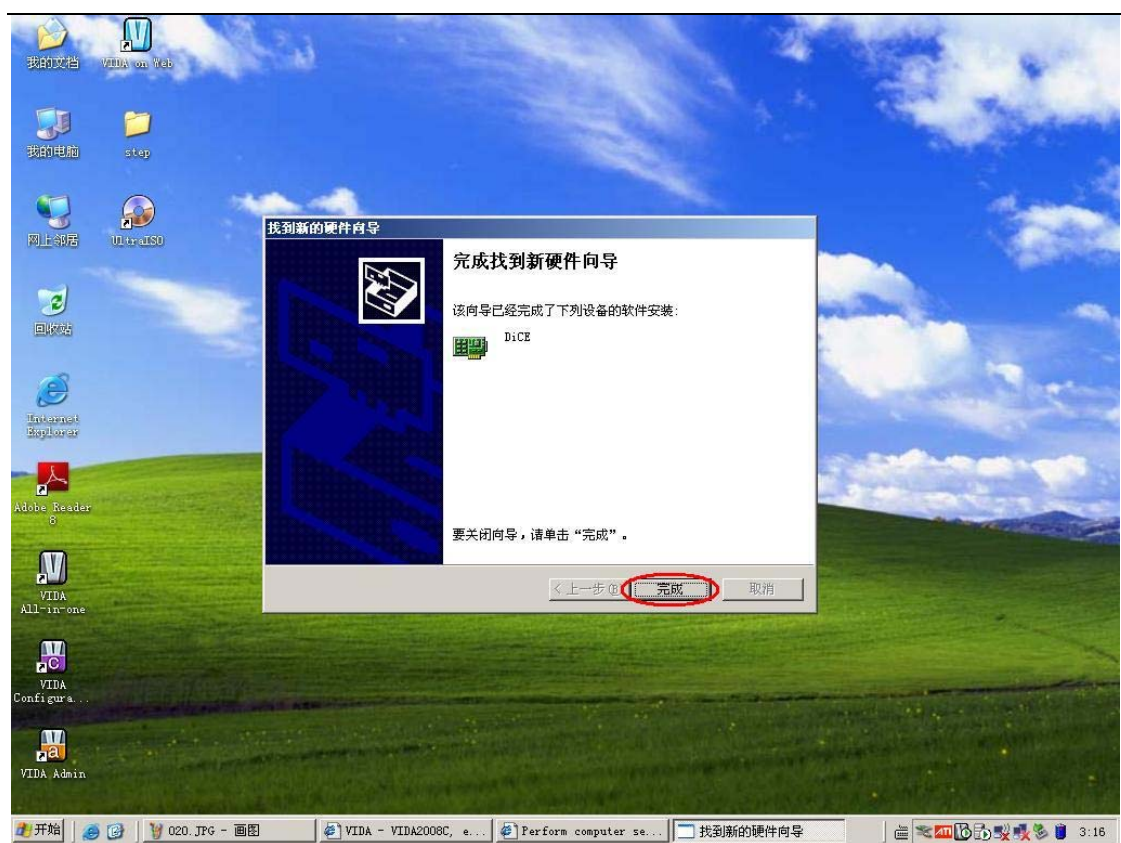 我的文档
VIDA on Web
我的电脑
step
网上邻居
UltraISO
回收站
Internet
Explorer
Adobe Reader
8
VIDA
All-in-one
VIDA
Configura...
VIDA Admin
找到新的硬件向导
完成找到新硬件向导
该向导已经完成了下列设备的软件安装:
DiCE
要关闭向导，请单击“完成”。
<上一步(B)
完成
取消
开始
020.JPG - 画图
VIDA - VIDA2008C, e...
Perform computer se...
找到新的硬件向导
ATI
3:16